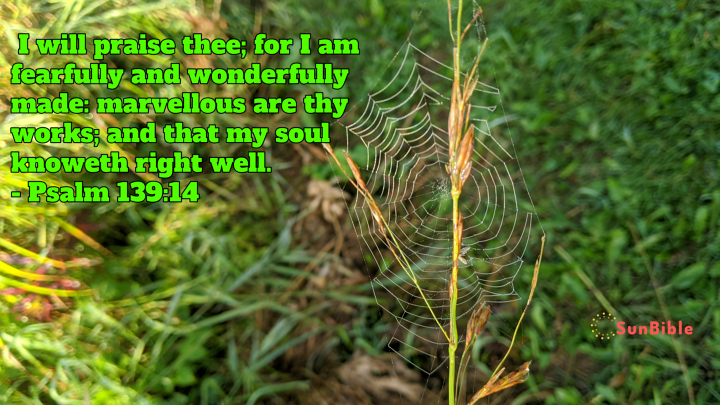 I will praise thee; for I am
fearfully and wonderfully
made: marvellous are thy
works; and that my soul
knoweth right well.
- Psalm 139:14
SunBible